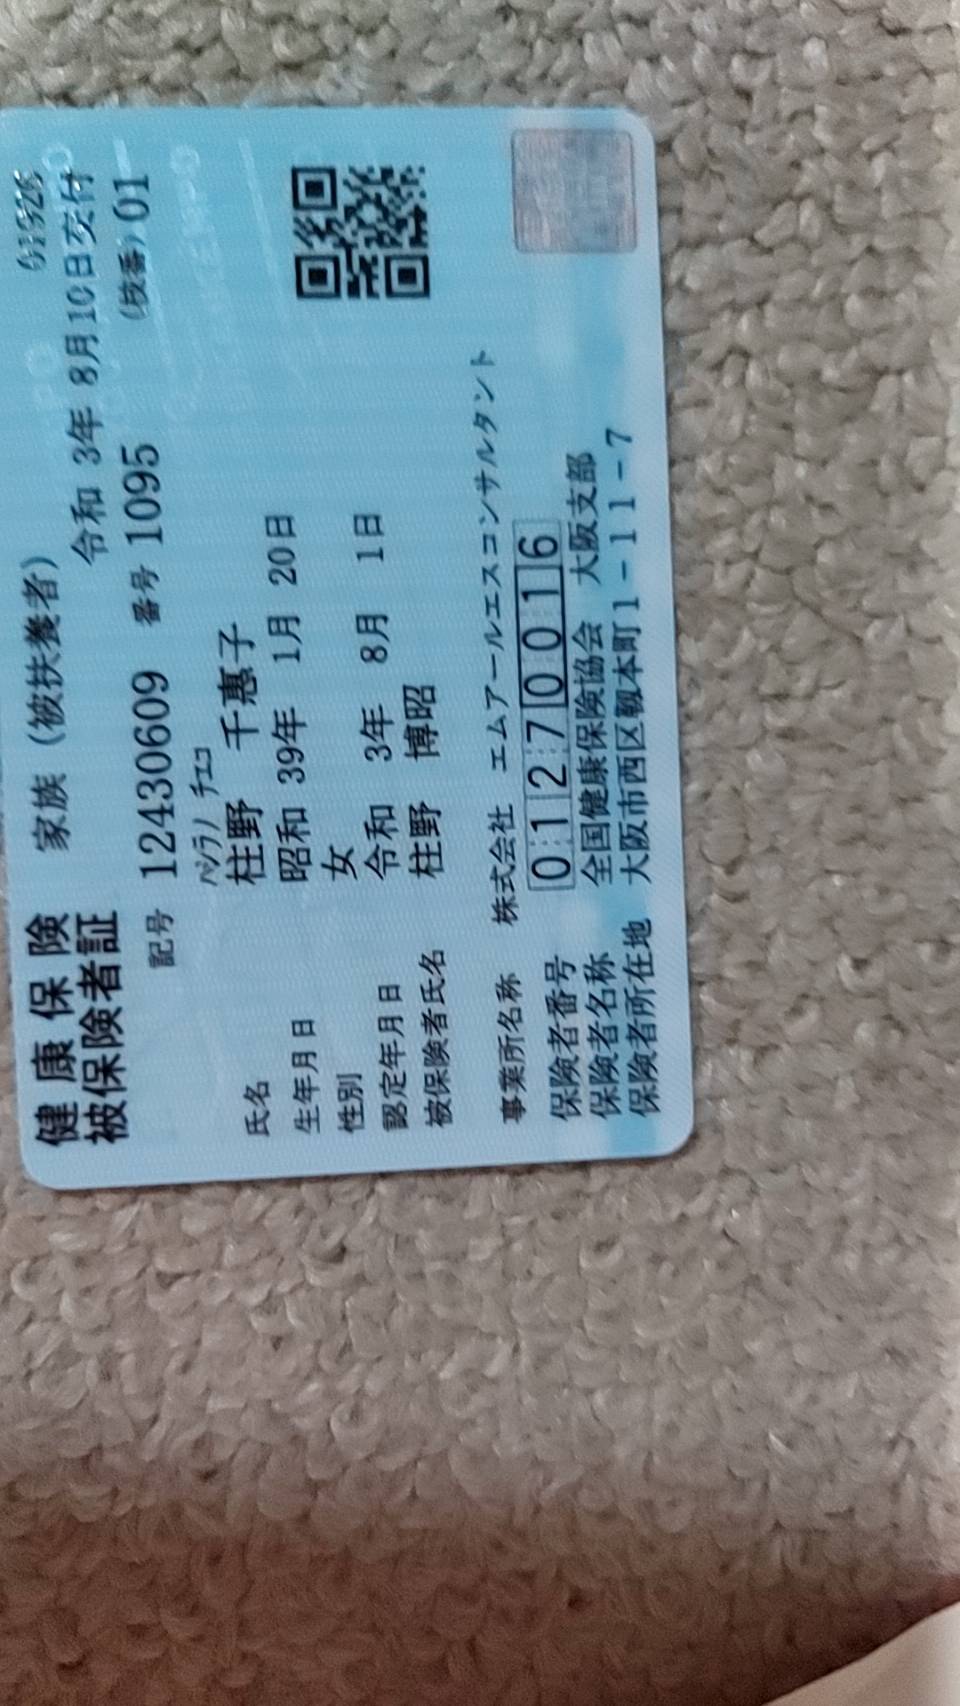 健康保険 家族（被扶養者） 01926
被保険者証 令和 3年 8月10日交付
記号 12430609 番号 1095 （枝番）01
ﾊｼﾗﾉ ﾁｴｺ
氏名 柱野 千恵子
生年月日 昭和 39年 1月 20日
性別 女
認定年月日 令和 3年 8月 1日
被保険者氏名 柱野 博昭
事業所名称 株式会社 エムアールエスコンサルタント
保険者番号 01270016
保険者名称 全国健康保険協会 大阪支部
保険者所在地 大阪市西区靱本町1-11-7